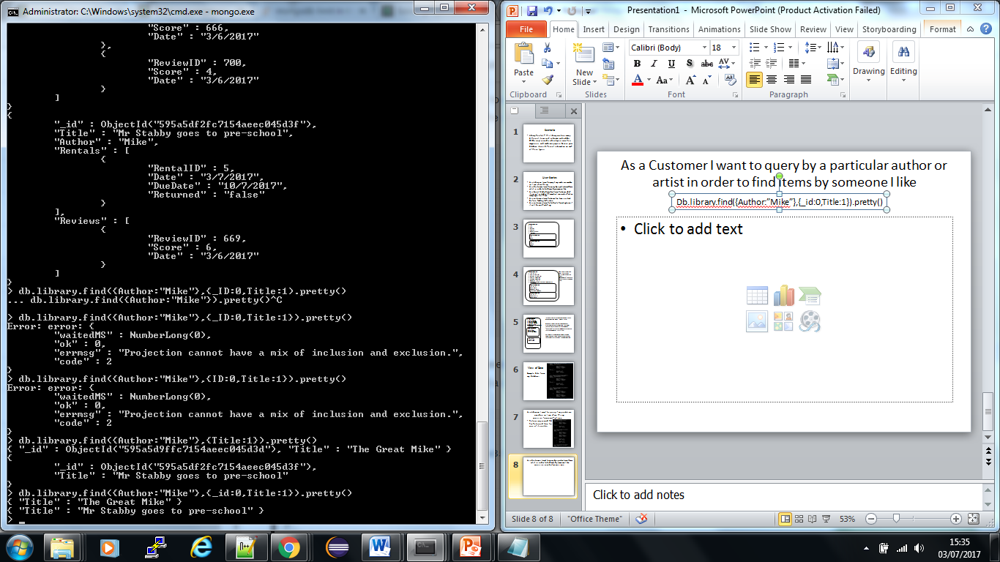 Administrator: C:\Windows\system32\cmd.exe - mongo.exe
"Score" : 666,
"Date" : "3/6/2017"
},
{
"ReviewID" : 700,
"Score" : 4,
"Date" : "3/6/2017"
}
]
}
{
"_id" : ObjectId("595a5df2fc7154aeec045d3f"),
"Title" : "Mr Stabby goes to pre-school",
"Author" : "Mike",
"Rentals" : [
{
"RentalID" : 5,
"Date" : "3/7/2017",
"DueDate" : "10/7/2017",
"Returned" : "false"
}
],
"Reviews" : [
{
"ReviewID" : 669,
"Score" : 6,
"Date" : "3/6/2017"
}
]
}
> db.library.find({Author:"Mike"},{_ID:0,Title:1).pretty()
... db.library.find({Author:"Mike"}).pretty()^C
> db.library.find({Author:"Mike"},{_ID:0,Title:1}).pretty()
Error: error: {
"waitedMS" : NumberLong(0),
"ok" : 0,
"errmsg" : "Projection cannot have a mix of inclusion and exclusion.",
"code" : 2
}
> db.library.find({Author:"Mike"},{ID:0,Title:1}).pretty()
Error: error: {
"waitedMS" : NumberLong(0),
"ok" : 0,
"errmsg" : "Projection cannot have a mix of inclusion and exclusion.",
"code" : 2
}
> db.library.find({Author:"Mike"},{Title:1}).pretty()
{ "_id" : ObjectId("595a5d9ffc7154aeec045d3d"), "Title" : "The Great Mike" }
{
"_id" : ObjectId("595a5df2fc7154aeec045d3f"),
"Title" : "Mr Stabby goes to pre-school"
}
> db.library.find({Author:"Mike"},{_id:0,Title:1}).pretty()
{ "Title" : "The Great Mike" }
{ "Title" : "Mr Stabby goes to pre-school" }
> _
Presentation1 - Microsoft PowerPoint (Product Activation Failed)
File Home Insert Design Transitions Animations Slide Show Review View Storyboarding Format
Calibri (Body) 18
Paste
New
Slide
Drawing
Editing
B I U S abc AV
A Aa A A
Clipboard Slides Font Paragraph
1
2
3
4
5
6
7
8
As a Customer I want to query by a particular author or
artist in order to find items by someone I like
Db.library.find({Author:"Mike"},{_id:0,Title:1}).pretty()
• Click to add text
Click to add notes
Slide 8 of 8 "Office Theme" 53%
15:35
03/07/2017